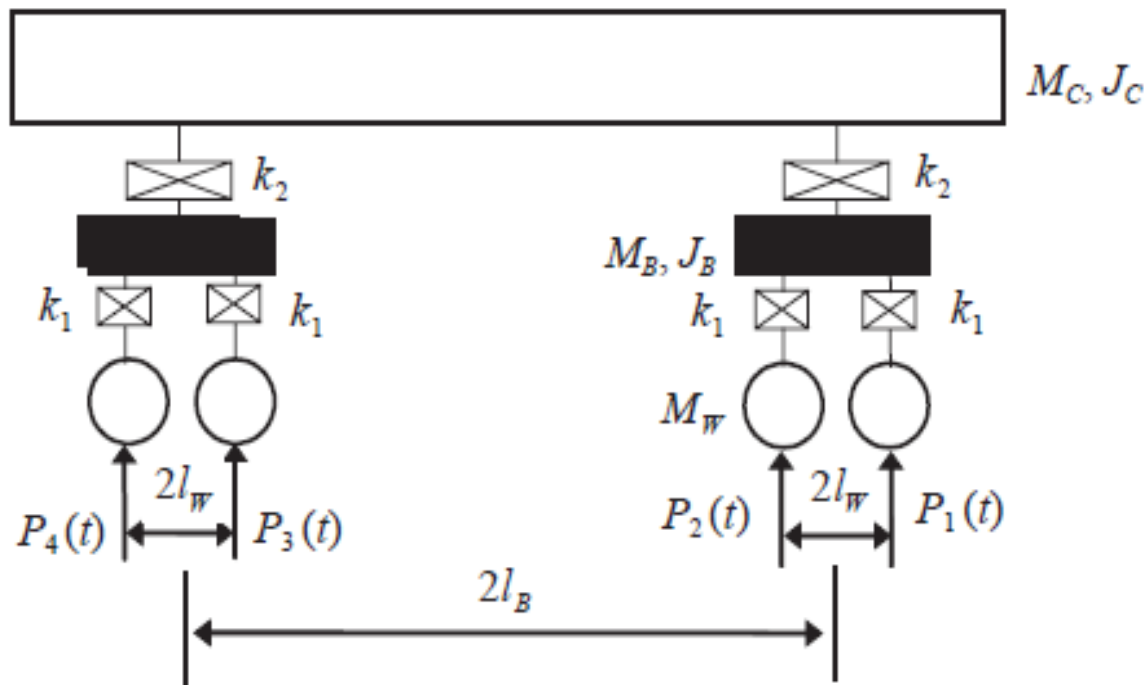 M_C, J_C
k_2 k_2
M_B, J_B
k_1 k_1 k_1 k_1
M_W
2l_W 2l_W
P_4(t) P_3(t) P_2(t) P_1(t)
2l_B